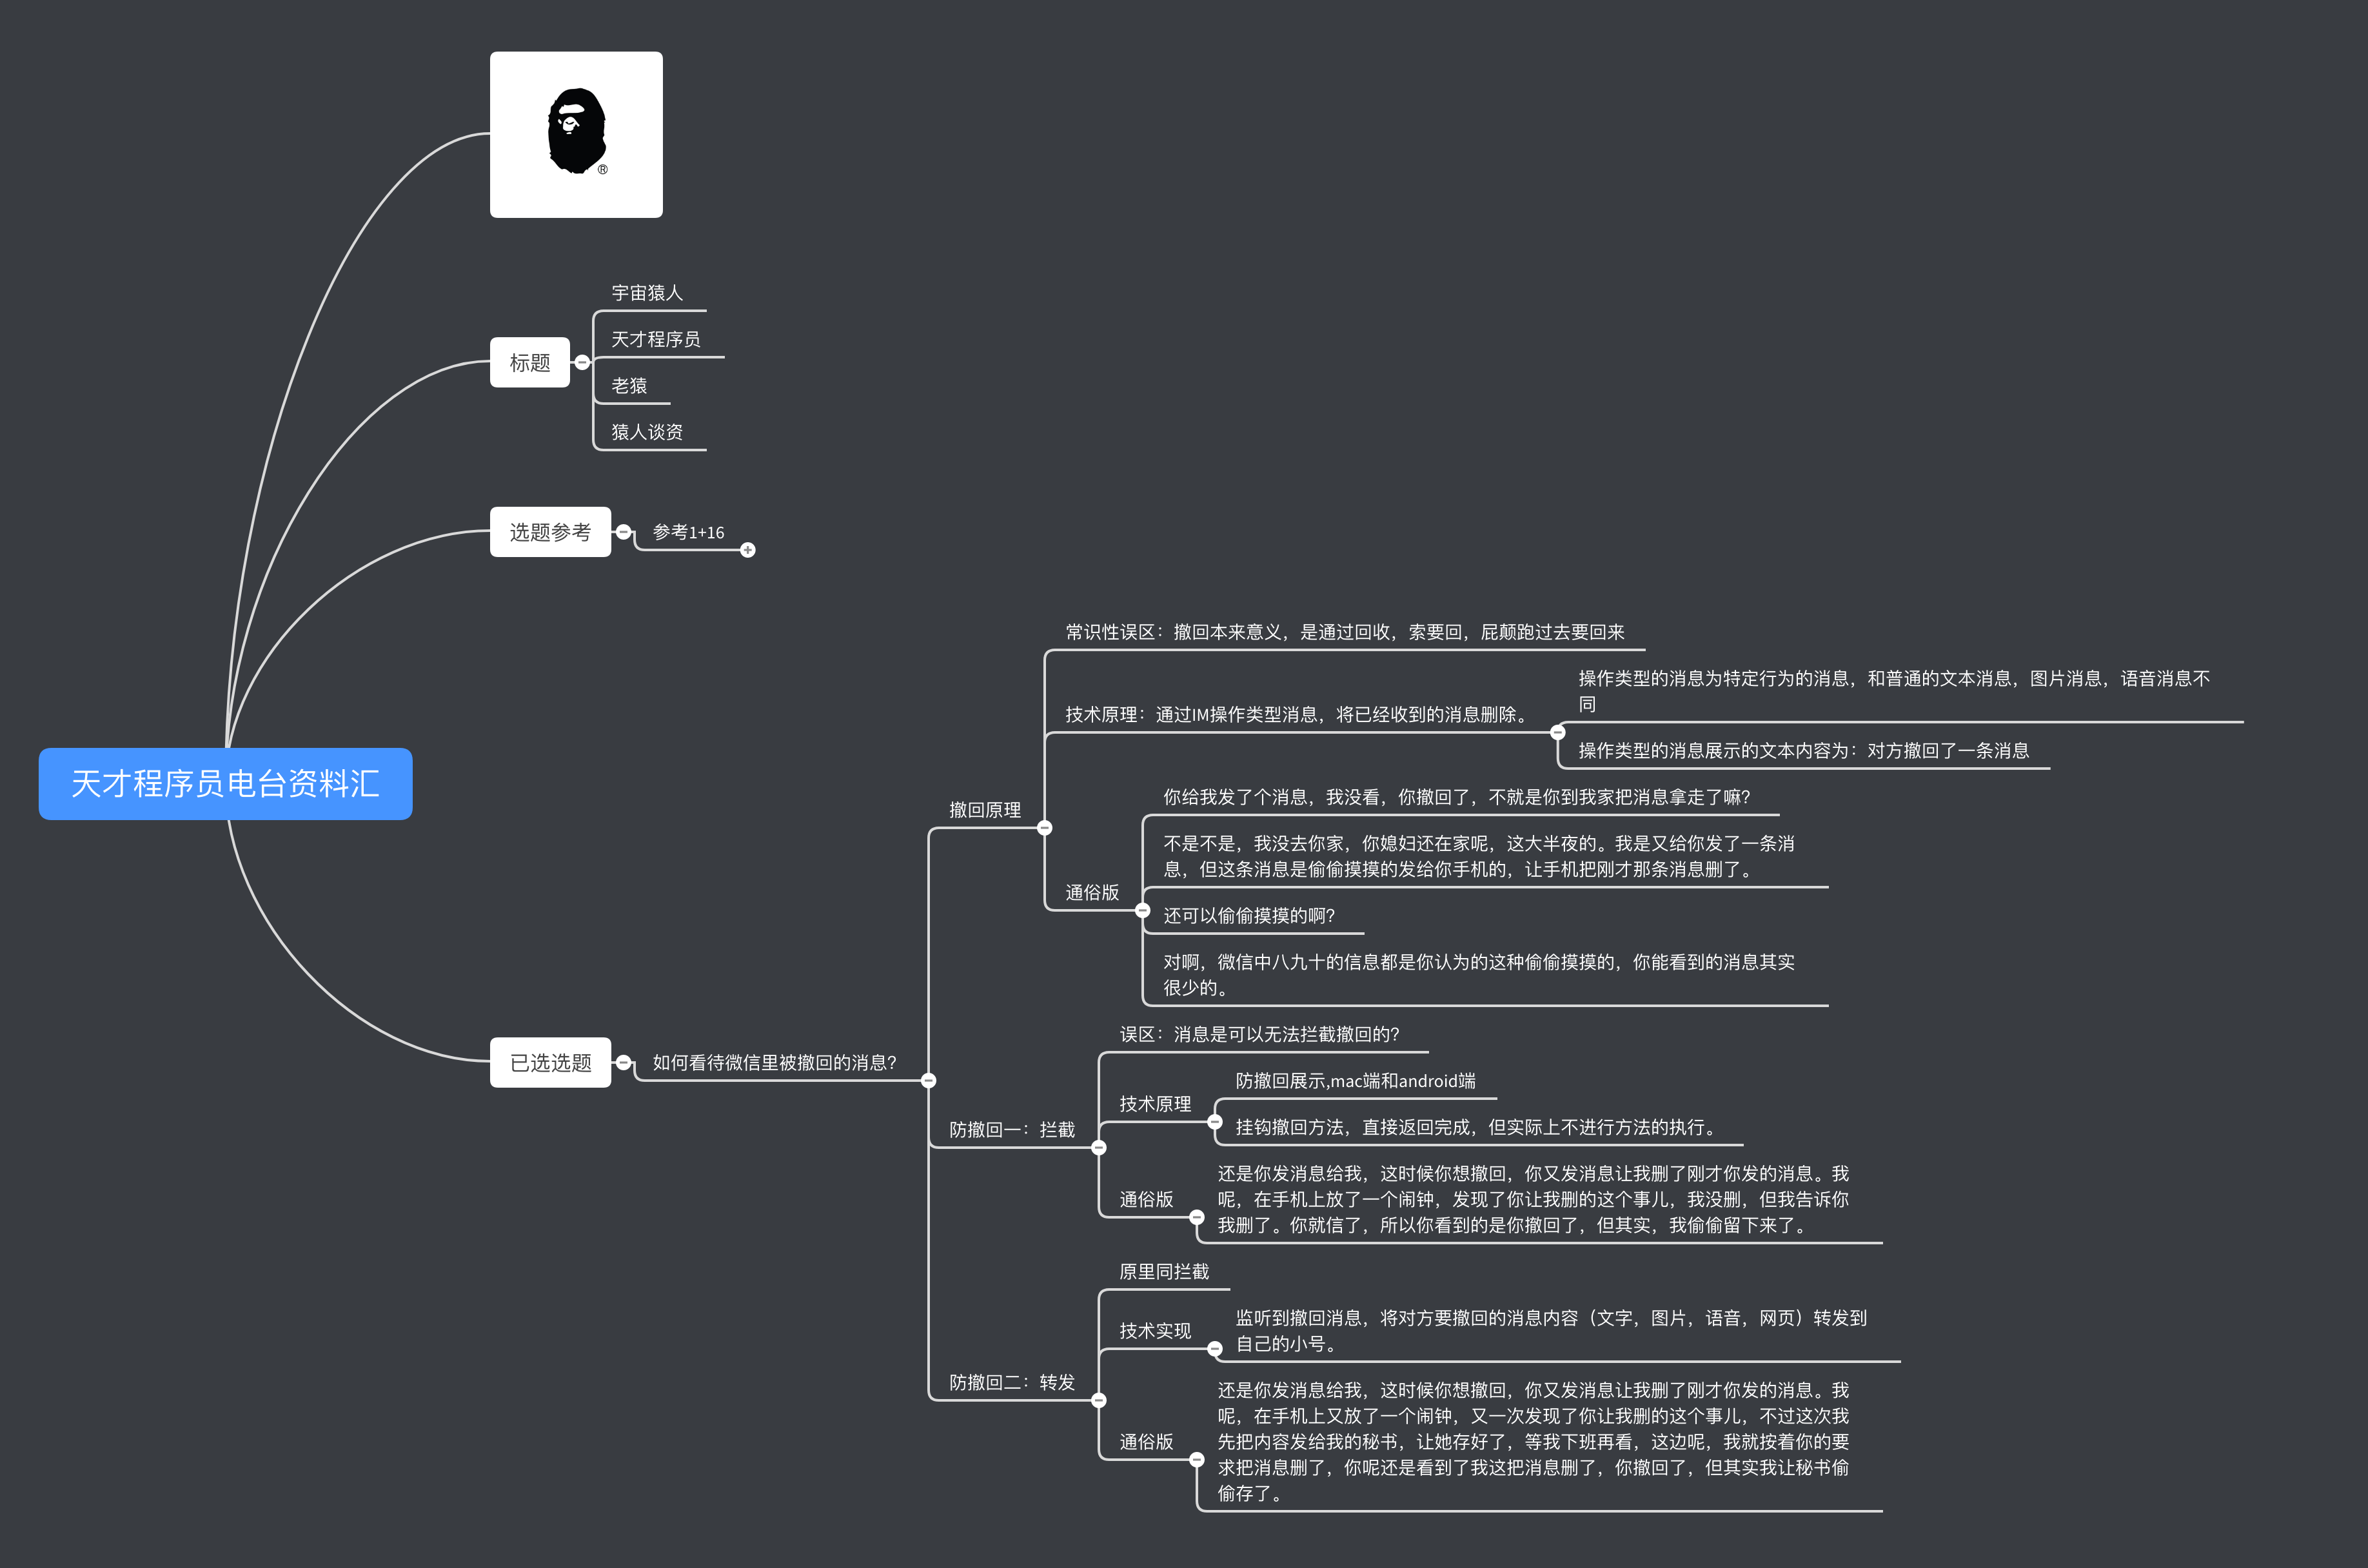 ®
宇宙猿人
天才程序员
标题
老猿
猿人谈资
选题参考
参考1+16
天才程序员电台资料汇
已选选题
如何看待微信里被撤回的消息？
撤回原理
常识性误区：撤回本来意义，是通过回收，索要回，屁颠跑过去要回来
技术原理：通过IM操作类型消息，将已经收到的消息删除。
操作类型的消息为特定行为的消息，和普通的文本消息，图片消息，语音消息不
同
操作类型的消息展示的文本内容为：对方撤回了一条消息
通俗版
你给我发了个消息，我没看，你撤回了，不就是你到我家把消息拿走了嘛？
不是不是，我没去你家，你媳妇还在家呢，这大半夜的。我是又给你发了一条消
息，但这条消息是偷偷摸摸的发给你手机的，让手机把刚才那条消息删了。
还可以偷偷摸摸的啊？
对啊，微信中八九十的信息都是你认为的这种偷偷摸摸的，你能看到的消息其实
很少的。
防撤回一：拦截
误区：消息是可以无法拦截撤回的？
技术原理
防撤回展示,mac端和android端
挂钩撤回方法，直接返回完成，但实际上不进行方法的执行。
通俗版
还是你发消息给我，这时候你想撤回，你又发消息让我删了刚才你发的消息。我
呢，在手机上放了一个闹钟，发现了你让我删的这个事儿，我没删，但我告诉你
我删了。你就信了，所以你看到的是你撤回了，但其实，我偷偷留下来了。
防撤回二：转发
原里同拦截
技术实现
监听到撤回消息，将对方要撤回的消息内容（文字，图片，语音，网页）转发到
自己的小号。
通俗版
还是你发消息给我，这时候你想撤回，你又发消息让我删了刚才你发的消息。我
呢，在手机上又放了一个闹钟，又一次发现了你让我删的这个事儿，不过这次我
先把内容发给我的秘书，让她存好了，等我下班再看，这边呢，我就按着你的要
求把消息删了，你呢还是看到了我这把消息删了，你撤回了，但其实我让秘书偷
偷存了。